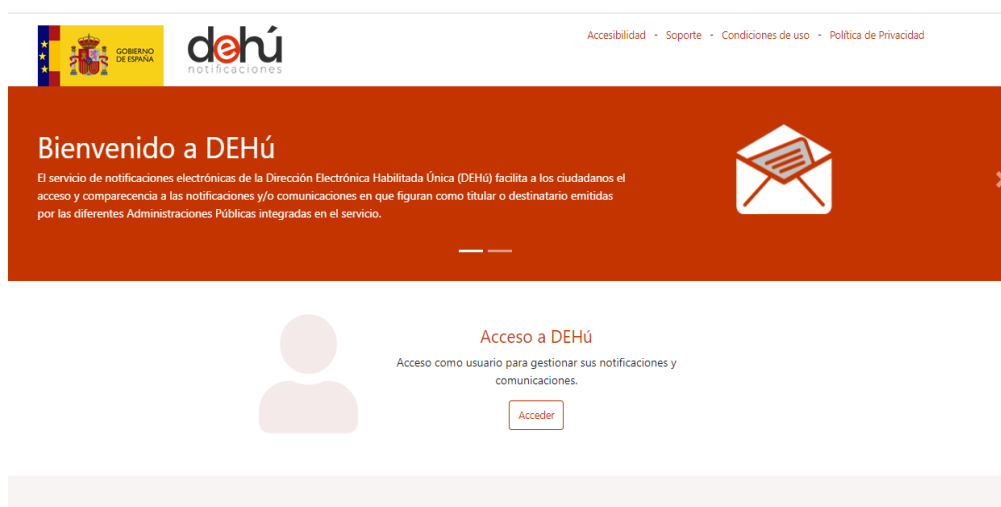 GOBIERNO
DE ESPAÑA
dehú
notificaciones
Accesibilidad - Soporte - Condiciones de uso - Política de Privacidad
Bienvenido a DEHú
El servicio de notificaciones electrónicas de la Dirección Electrónica Habilitada Única (DEHú) facilita a los ciudadanos el
acceso y comparecencia a las notificaciones y/o comunicaciones en que figuran como titular o destinatario emitidas
por las diferentes Administraciones Públicas integradas en el servicio.
Acceso a DEHú
Acceso como usuario para gestionar sus notificaciones y
comunicaciones.
Acceder